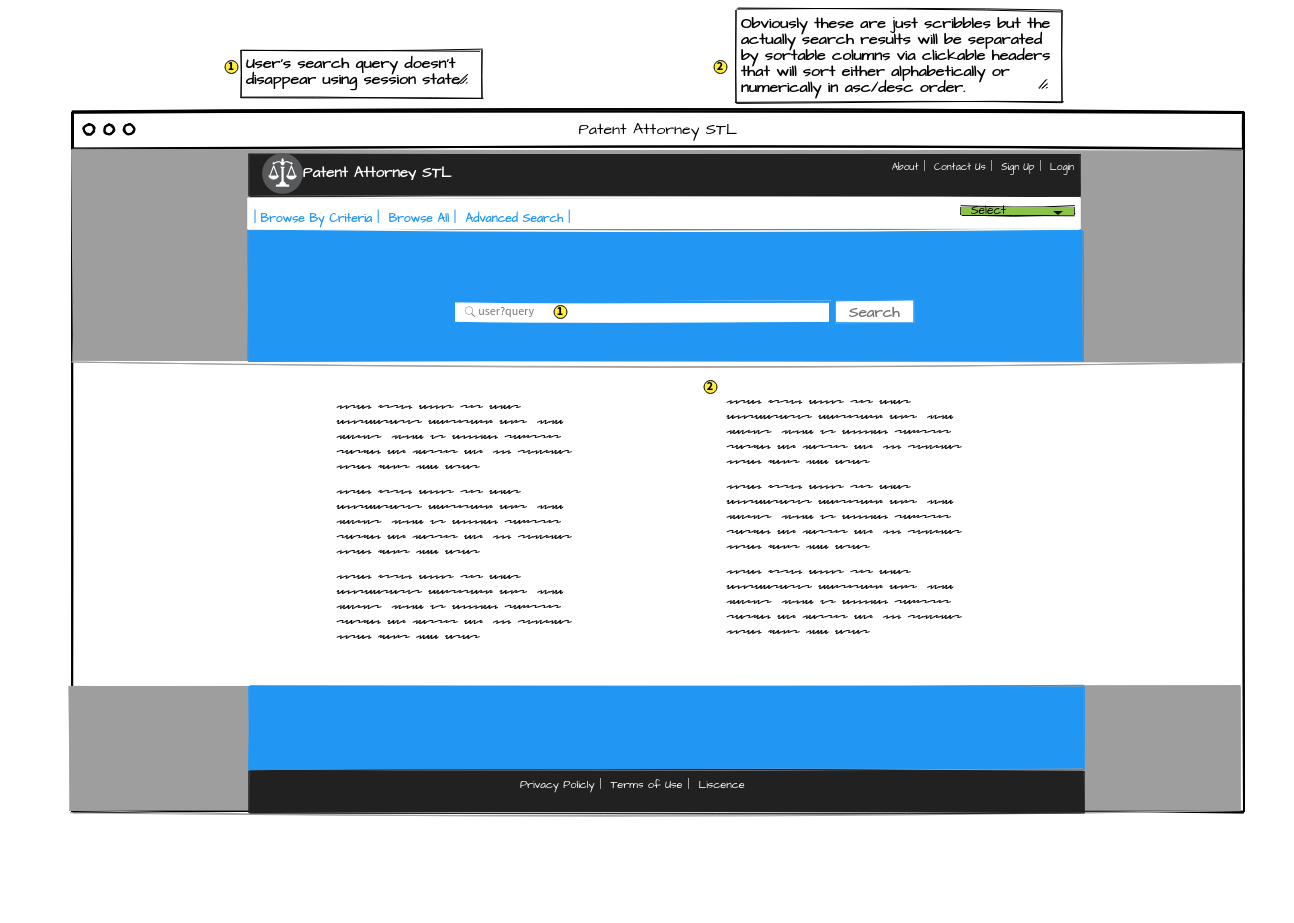 1
User's search query doesn't
disappear using session state.
2
Obviously these are just scribbles but the
actually search results will be separated
by sortable columns via clickable headers
that will sort either alphabetically or
numerically in asc/desc order.
Patent Attorney STL
Patent Attorney STL
About | Contact Us | Sign Up | Login
| Browse By Criteria | Browse All | Advanced Search |
Select
user?query
1
Search
2
Privacy Policly | Terms of Use | Liscence